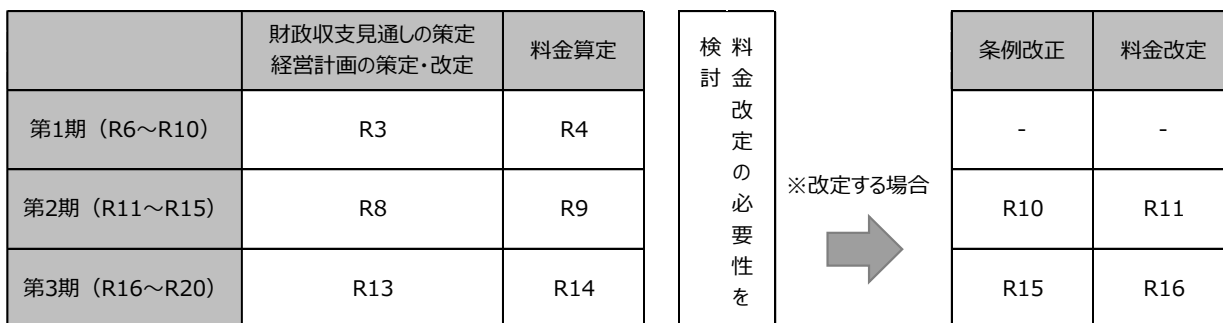 財政収支見通しの策定
経営計画の策定・改定
料金算定
第1期（R6～R10）
R3
R4
第2期（R11～R15）
R8
R9
第3期（R16～R20）
R13
R14
料金改定の必要性を
検討
※改定する場合
条例改正
料金改定
-
-
R10
R11
R15
R16